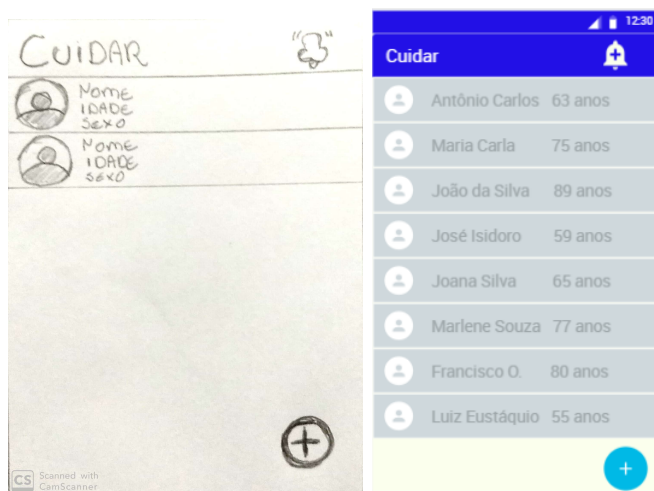 CUIDAR
NOME
IDADE
SEXO
NOME
IDADE
SEXO
CS Scanned with
CamScanner
12:30
Cuidar
Antônio Carlos 63 anos
Maria Carla 75 anos
João da Silva 89 anos
José Isidoro 59 anos
Joana Silva 65 anos
Marlene Souza 77 anos
Francisco O. 80 anos
Luiz Eustáquio 55 anos